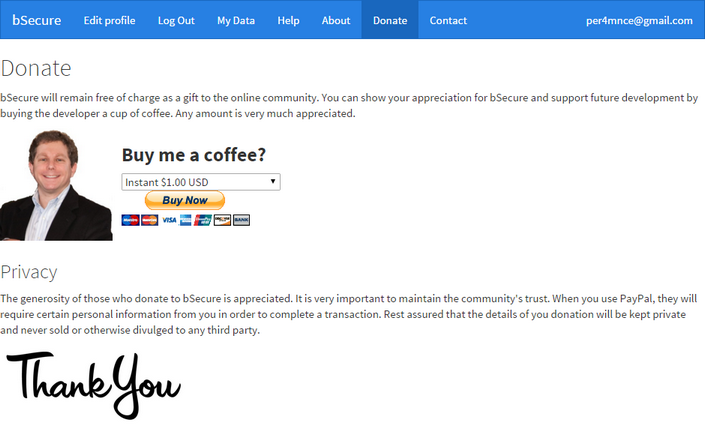 bSecure Edit profile Log Out My Data Help About Donate Contact per4mnce@gmail.com
Donate
bSecure will remain free of charge as a gift to the online community. You can show your appreciation for bSecure and support future development by
buying the developer a cup of coffee. Any amount is very much appreciated.
Buy me a coffee?
Instant $1.00 USD
Buy Now
VISA BANK
Privacy
The generosity of those who donate to bSecure is appreciated. It is very important to maintain the community's trust. When you use PayPal, they will
require certain personal information from you in order to complete a transaction. Rest assured that the details of you donation will be kept private
and never sold or otherwise divulged to any third party.
Thank You